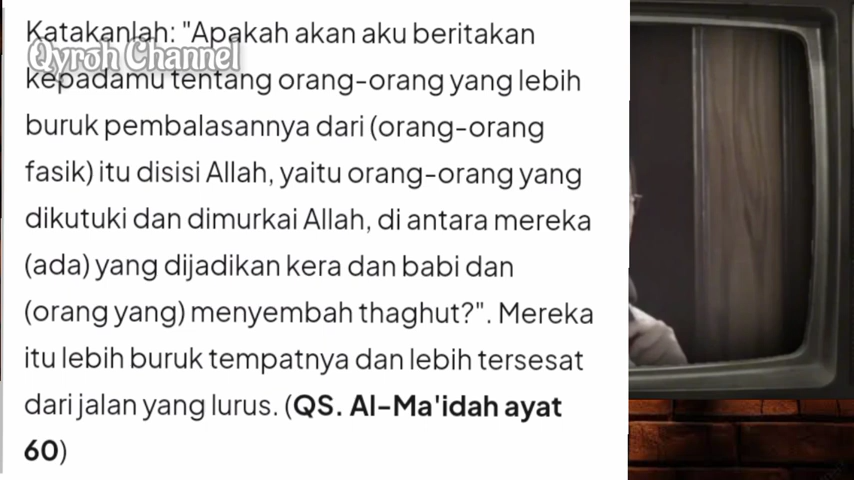 Katakanlah: "Apakah akan aku beritakan
Qyroh Channel
kepadamu tentang orang-orang yang lebih
buruk pembalasannya dari (orang-orang
fasik) itu disisi Allah, yaitu orang-orang yang
dikutuki dan dimurkai Allah, di antara mereka
(ada) yang dijadikan kera dan babi dan
(orang yang) menyembah thaghut?". Mereka
itu lebih buruk tempatnya dan lebih tersesat
dari jalan yang lurus. (QS. Al-Ma'idah ayat
60)